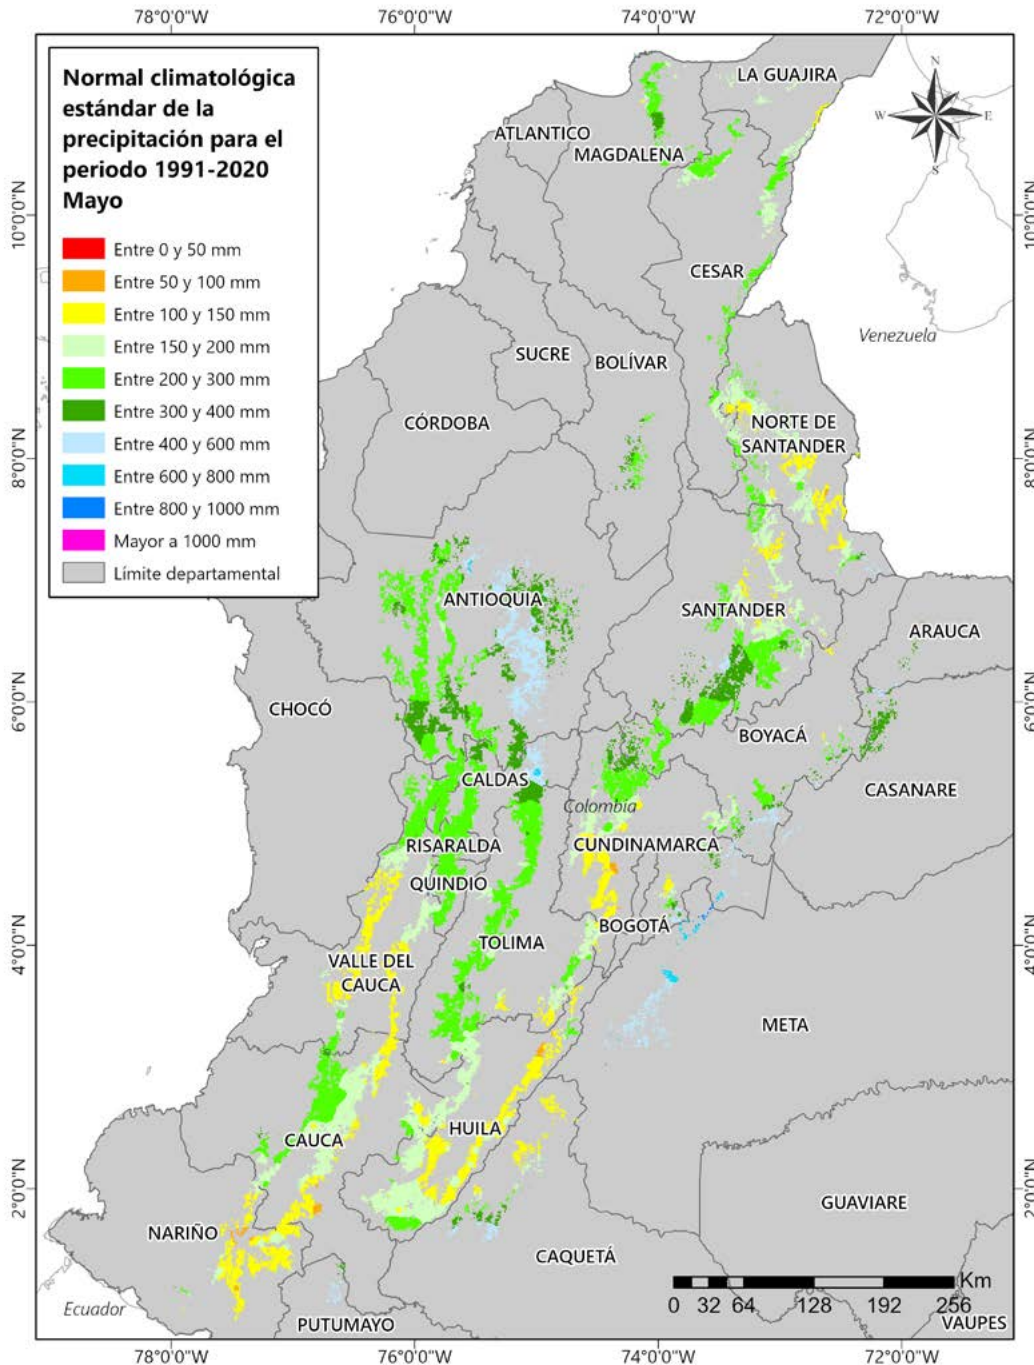 78°0'0"W 76°0'0"W 74°0'0"W 72°0'0"W
Normal climatológica
estándar de la
precipitación para el
periodo 1991-2020
Mayo
Entre 0 y 50 mm
Entre 50 y 100 mm
Entre 100 y 150 mm
Entre 150 y 200 mm
Entre 200 y 300 mm
Entre 300 y 400 mm
Entre 400 y 600 mm
Entre 600 y 800 mm
Entre 800 y 1000 mm
Mayor a 1000 mm
Límite departamental
N
W E
S
LA GUAJIRA
ATLANTICO
MAGDALENA
10°0'0"N 10°0'0"N
CESAR
Venezuela
SUCRE
BOLÍVAR
CÓRDOBA
NORTE DE
SANTANDER
8°0'0"N 8°0'0"N
ANTIOQUIA
SANTANDER
ARAUCA
CHOCÓ
6°0'0"N 6°0'0"N
BOYACÁ
CALDAS
CASANARE
Colombia
RISARALDA
CUNDINAMARCA
QUINDIO
BOGOTÁ
TOLIMA
4°0'0"N 4°0'0"N
VALLE DEL
CAUCA
META
HUILA
CAUCA
2°0'0"N 2°0'0"N
GUAVIARE
NARIÑO
CAQUETÁ
Km
0 32 64 128 192 256
Ecuador
PUTUMAYO
VAUPES
78°0'0"W 76°0'0"W 74°0'0"W 72°0'0"W